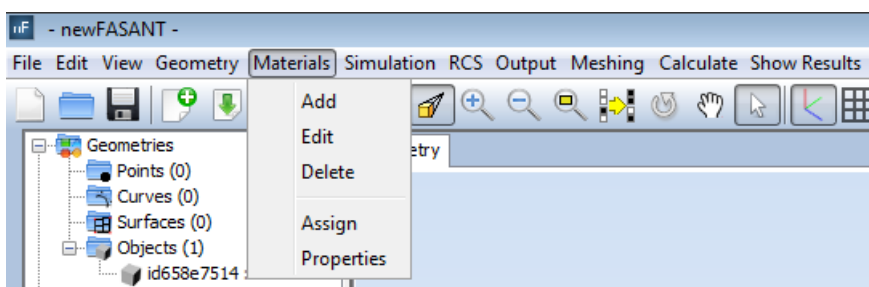 nF - newFASANT -
File Edit View Geometry Materials Simulation RCS Output Meshing Calculate Show Results
Add
Edit
Delete
Assign
Properties
Geometries
Points (0)
Curves (0)
Surfaces (0)
Objects (1)
id658e7514 :
etry